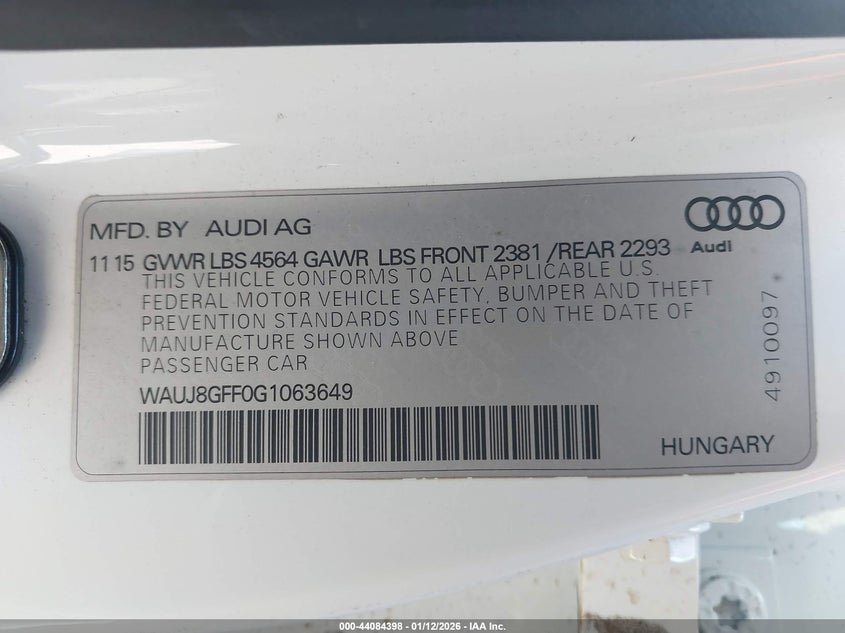 MFD. BY AUDI AG
Audi
11 15 GVWR LBS 4564 GAWR LBS FRONT 2381 /REAR 2293
THIS VEHICLE CONFORMS TO ALL APPLICABLE U.S.
FEDERAL MOTOR VEHICLE SAFETY, BUMPER AND THEFT
PREVENTION STANDARDS IN EFFECT ON THE DATE OF
MANUFACTURE SHOWN ABOVE
PASSENGER CAR
WAUJ8GFF0G1063649
4910097
HUNGARY
000-44084398 - 01/12/2026 - IAA Inc.